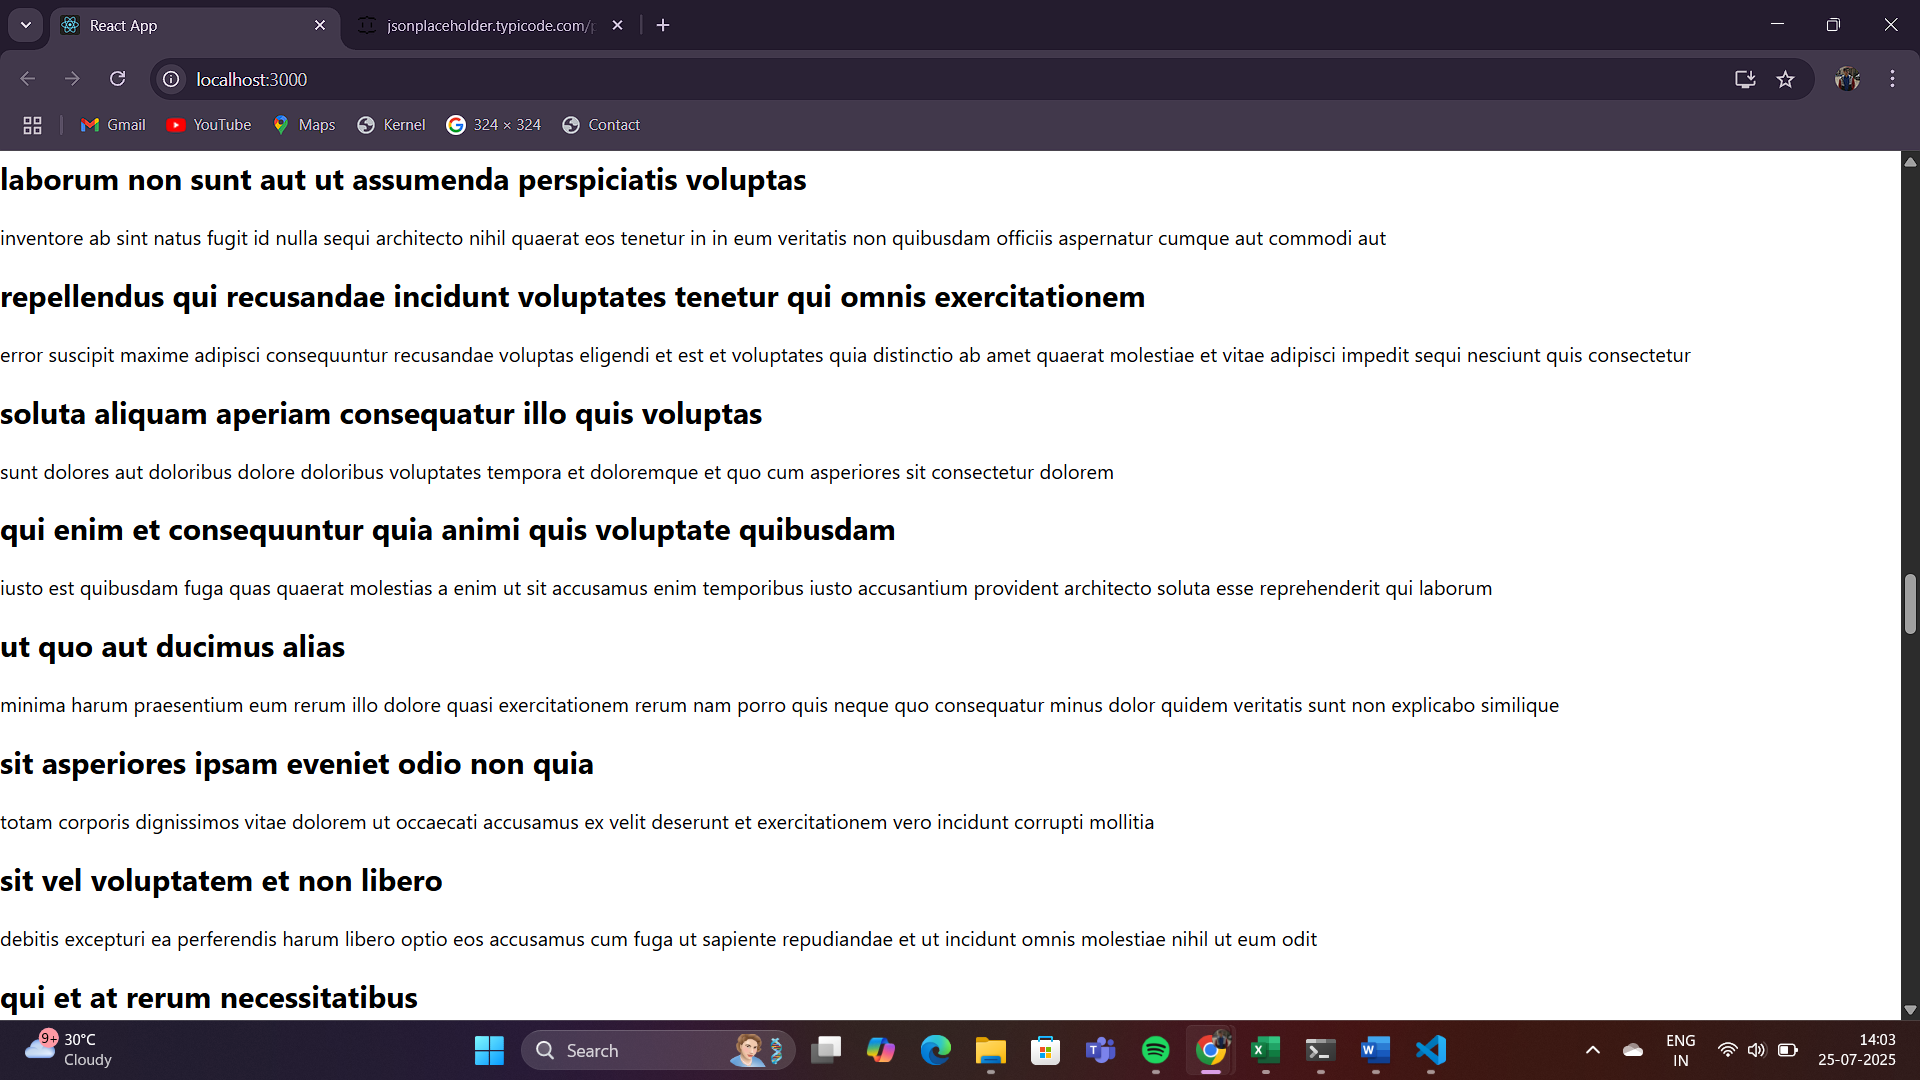 React App
jsonplaceholder.typicode.com/p
localhost:3000
Gmail
YouTube
Maps
Kernel
324 × 324
Contact
laborum non sunt aut ut assumenda perspiciatis voluptas
inventore ab sint natus fugit id nulla sequi architecto nihil quaerat eos tenetur in in eum veritatis non quibusdam officiis aspernatur cumque aut commodi aut
repellendus qui recusandae incidunt voluptates tenetur qui omnis exercitationem
error suscipit maxime adipisci consequuntur recusandae voluptas eligendi et est et voluptates quia distinctio ab amet quaerat molestiae et vitae adipisci impedit sequi nesciunt quis consectetur
soluta aliquam aperiam consequatur illo quis voluptas
sunt dolores aut doloribus dolore doloribus voluptates tempora et doloremque et quo cum asperiores sit consectetur dolorem
qui enim et consequuntur quia animi quis voluptate quibusdam
iusto est quibusdam fuga quas quaerat molestias a enim ut sit accusamus enim temporibus iusto accusantium provident architecto soluta esse reprehenderit qui laborum
ut quo aut ducimus alias
minima harum praesentium eum rerum illo dolore quasi exercitationem rerum nam porro quis neque quo consequatur minus dolor quidem veritatis sunt non explicabo similique
sit asperiores ipsam eveniet odio non quia
totam corporis dignissimos vitae dolorem ut occaecati accusamus ex velit deserunt et exercitationem vero incidunt corrupti mollitia
sit vel voluptatem et non libero
debitis excepturi ea perferendis harum libero optio eos accusamus cum fuga ut sapiente repudiandae et ut incidunt omnis molestiae nihil ut eum odit
qui et at rerum necessitatibus
9+
30°C
Cloudy
Search
ENG
IN
14:03
25-07-2025